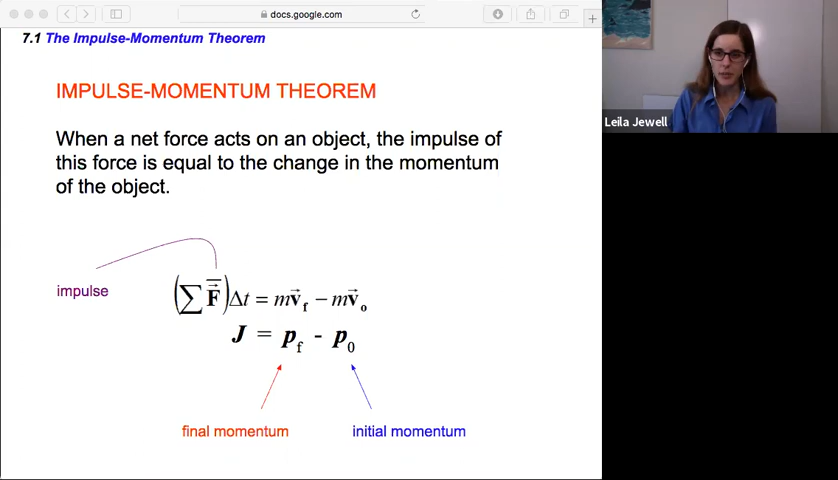 docs.google.com
7.1 The Impulse-Momentum Theorem
IMPULSE-MOMENTUM THEOREM
When a net force acts on an object, the impulse of
this force is equal to the change in the momentum
of the object.
impulse
(∑ F̅⃗)Δt = mv⃗f − mv⃗o
J = pf - p0
final momentum
initial momentum
Leila Jewell